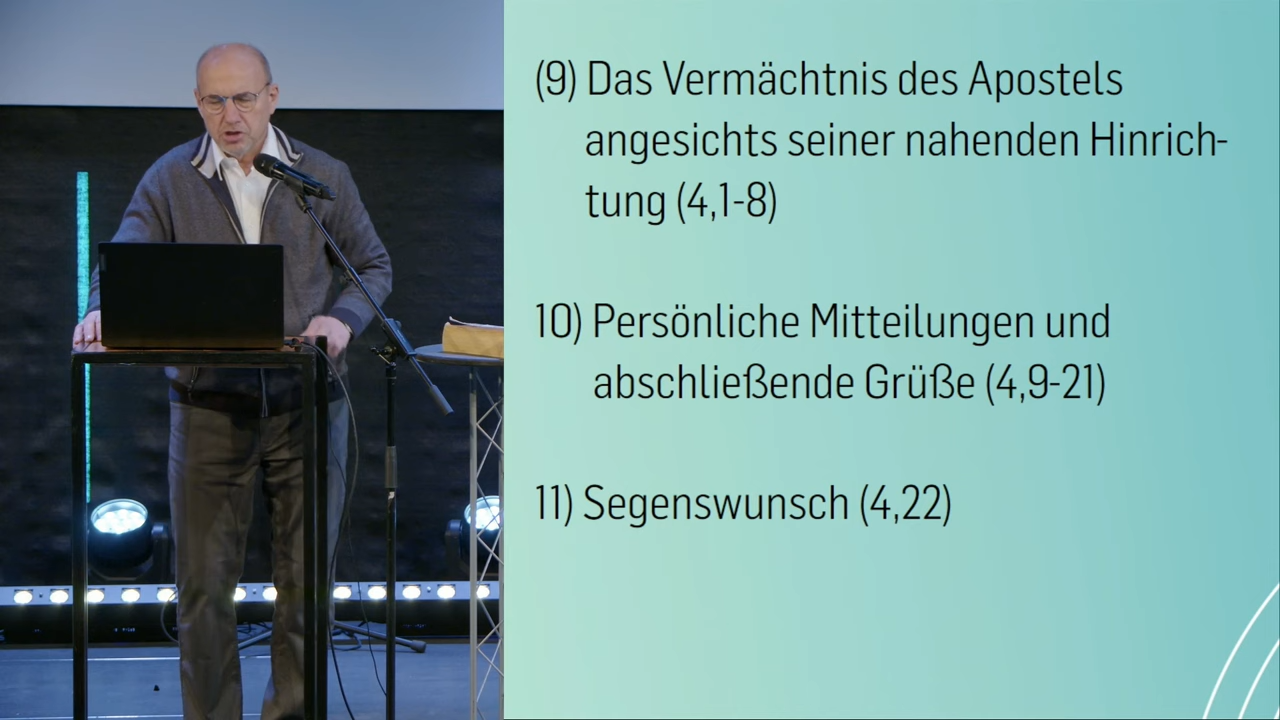 (9) Das Vermächtnis des Apostels
angesichts seiner nahenden Hinrich-
tung (4,1-8)
10) Persönliche Mitteilungen und
abschließende Grüße (4,9-21)
11) Segenswunsch (4,22)